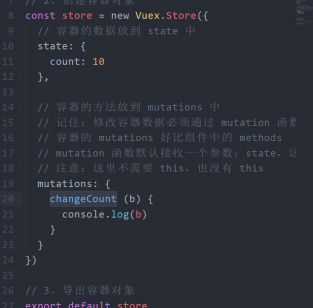 7 // 2、创建容器对象
8 const store = new Vuex.Store({
9 // 容器的数据放到 state 中
10 state: {
11 count: 10
12 },
13
14 // 容器的方法放到 mutations 中
15 // 记住：修改容器数据必须通过 mutation 函
16 // 容器的 mutations 好比组件中的 methods
17 // mutation 函数默认接收一个参数：state，
18 // 注意：这里不需要 this，也没有 this
19 mutations: {
20 changeCount (b) {
21 console.log(b)
22 }
23 }
24 })
25
26 // 3、导出容器对象
27 export default store